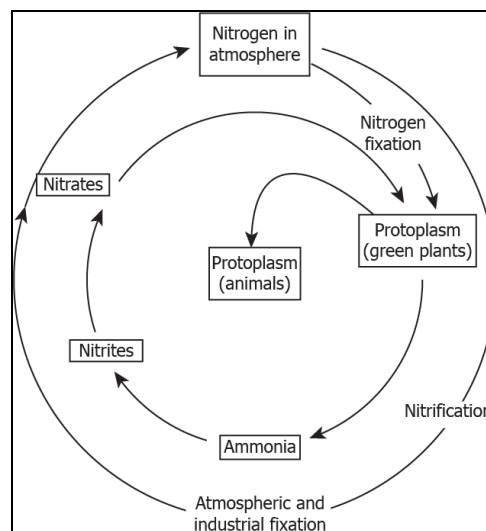 Nitrogen in
atmosphere
Nitrogen
fixation
Nitrates
Protoplasm
(green plants)
Protoplasm
(animals)
Nitrites
Nitrification
Ammonia
Atmospheric and
industrial fixation